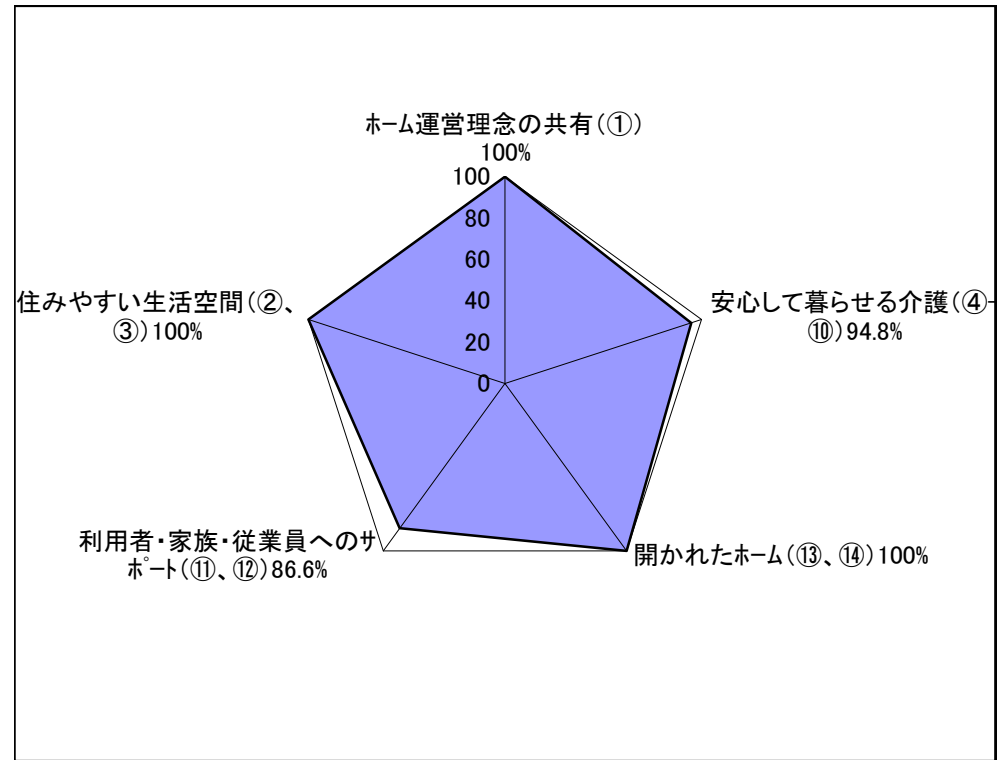 ﾎｰﾑ運営理念の共有(①)
100%
100
80
60
40
20
0
住みやすい生活空間(②、
③)100%
安心して暮らせる介護(④-
⑩)94.8%
利用者･家族･従業員へのｻ
ﾎﾟｰﾄ(⑪、⑫)86.6%
開かれたﾎｰﾑ(⑬、⑭)100%